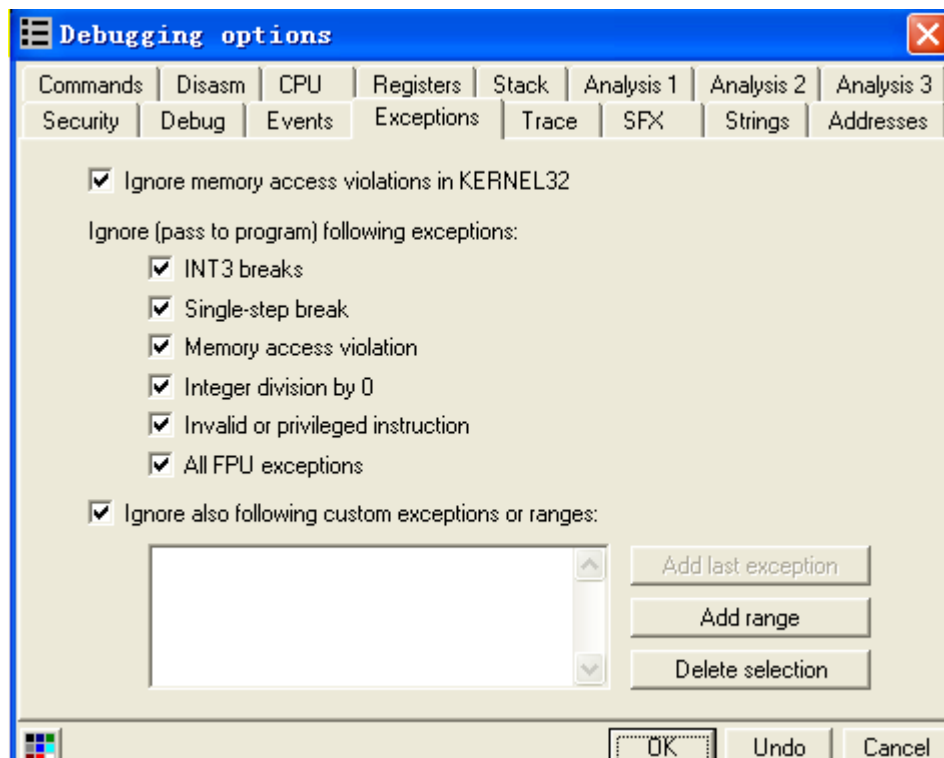 Debugging options
Commands Disasm CPU Registers Stack Analysis 1 Analysis 2 Analysis 3
Security Debug Events Exceptions Trace SFX Strings Addresses
Ignore memory access violations in KERNEL32
Ignore (pass to program) following exceptions:
INT3 breaks
Single-step break
Memory access violation
Integer division by 0
Invalid or privileged instruction
All FPU exceptions
Ignore also following custom exceptions or ranges:
Add last exception
Add range
Delete selection
OK Undo Cancel